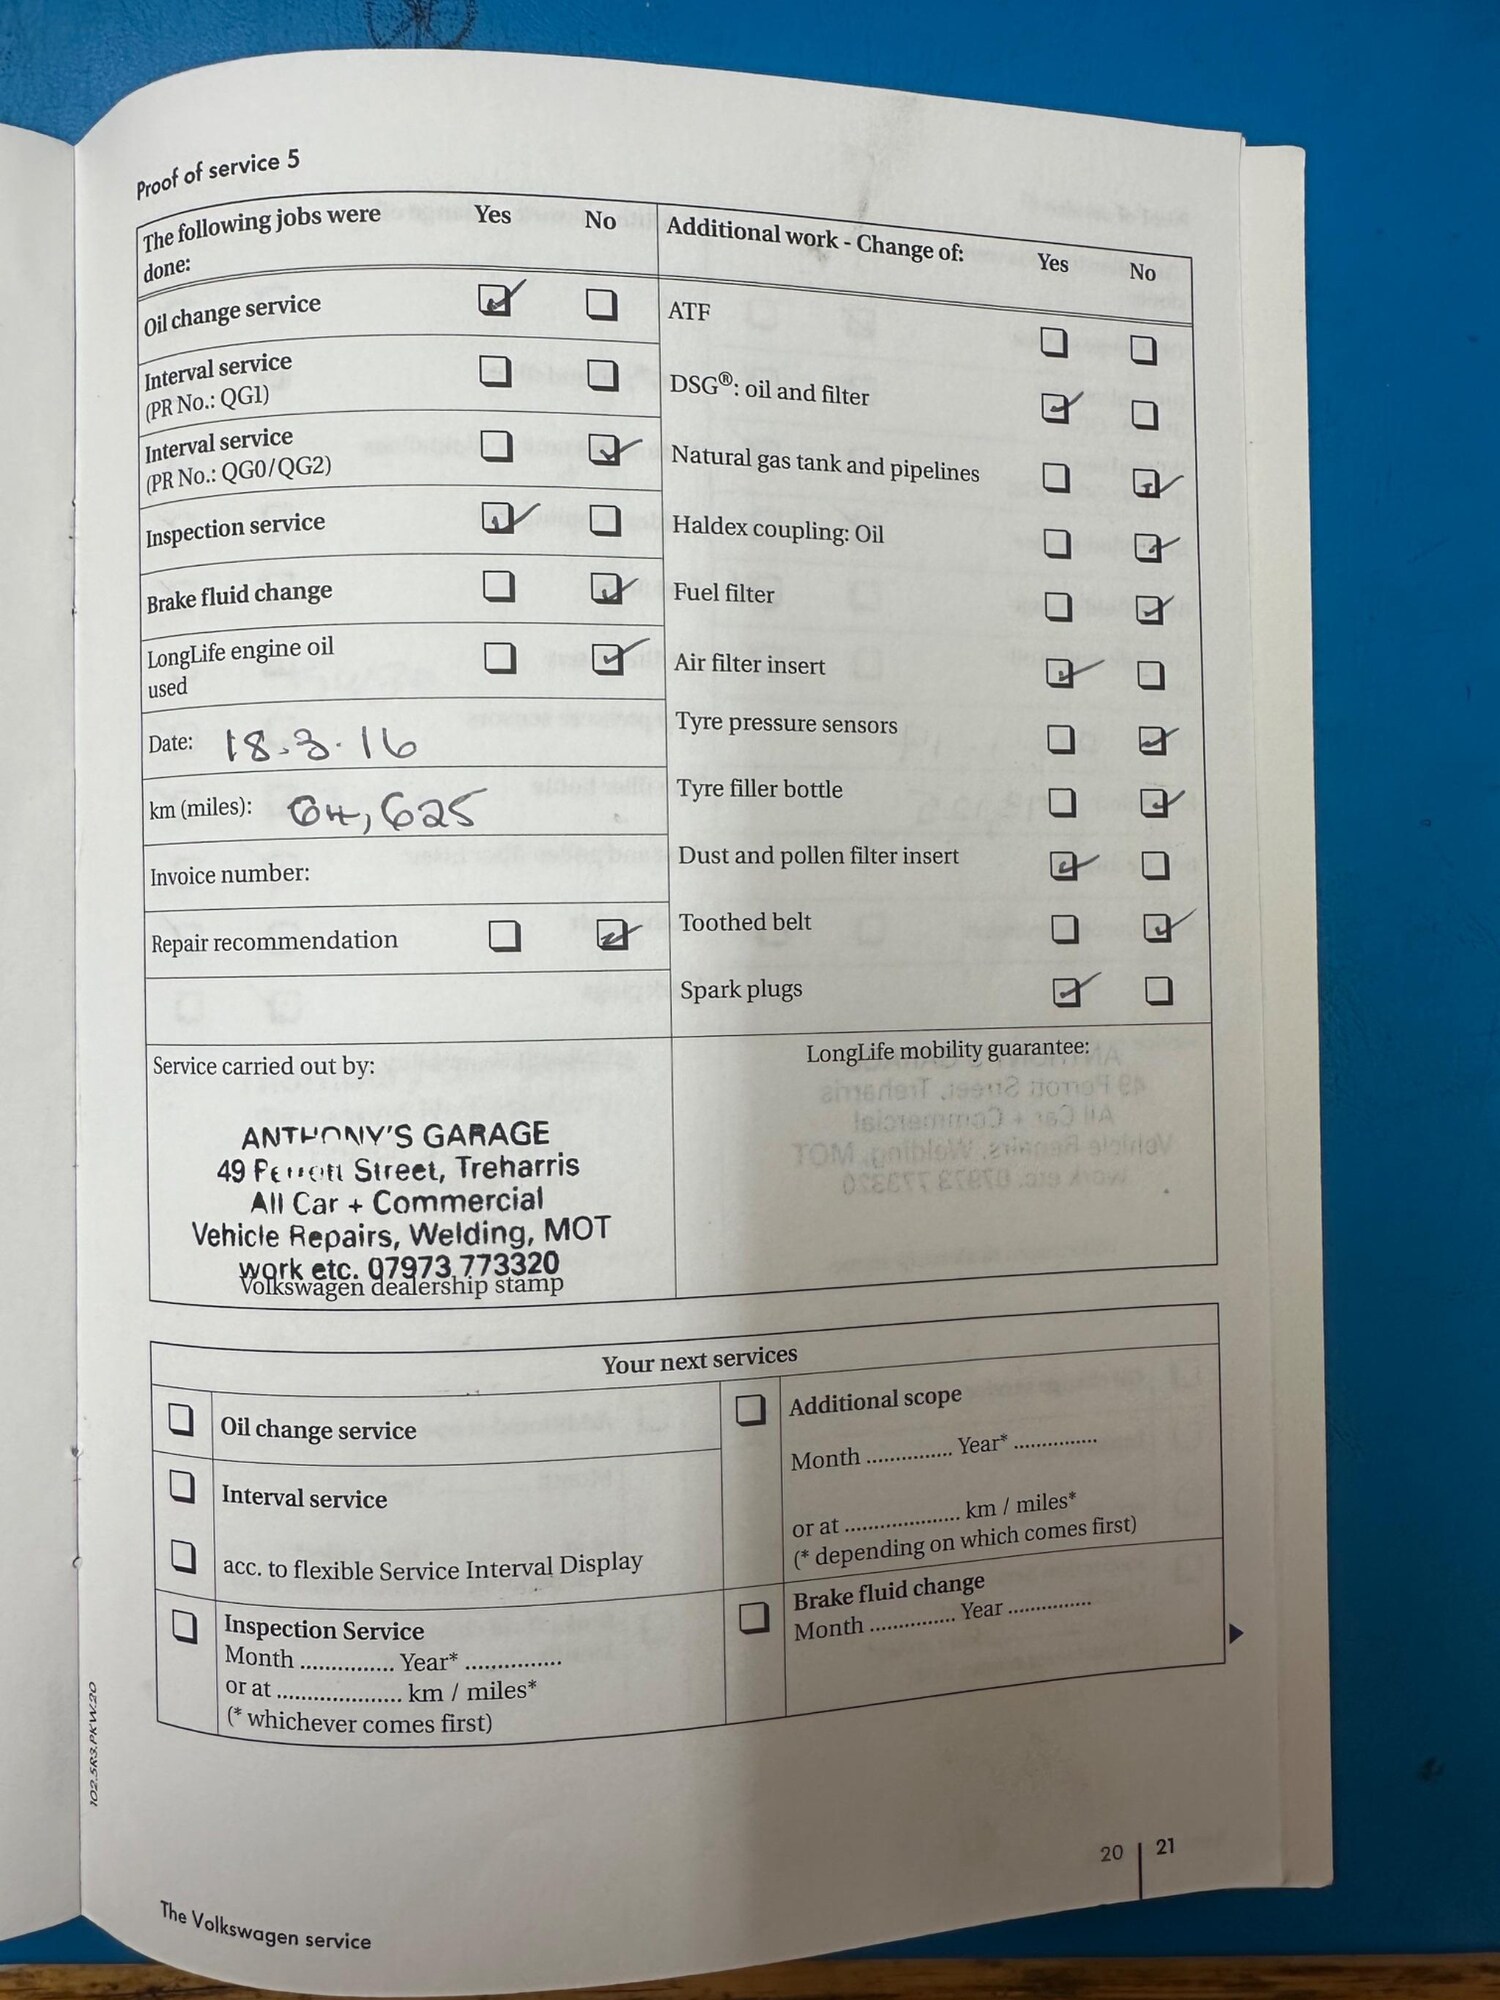 Proof of service 5
The following jobs were done: Yes No
Oil change service
Interval service
(PR No.: QG1)
Interval service
(PR No.: QG0/QG2)
Inspection service
Brake fluid change
LongLife engine oil
used
Date: 18.3.16
km (miles): 64,625
Invoice number:
Repair recommendation
Additional work - Change of: Yes No
ATF
DSG®: oil and filter
Natural gas tank and pipelines
Haldex coupling: Oil
Fuel filter
Air filter insert
Tyre pressure sensors
Tyre filler bottle
Dust and pollen filter insert
Toothed belt
Spark plugs
Service carried out by:
ANTHONY'S GARAGE
49 Street, Treharris
All Car + Commercial
Vehicle Repairs, Welding, MOT
work etc. 07973 773320
Volkswagen dealership stamp
LongLife mobility guarantee:
Your next services
Oil change service
Interval service
acc. to flexible Service Interval Display
Inspection Service
Month .............. Year* ..............
or at .................... km / miles*
(* whichever comes first)
Additional scope
Month .............. Year* ..............
or at .................... km / miles*
(* depending on which comes first)
Brake fluid change
Month .............. Year ..............
102.5R3.PKW.20
20 | 21
The Volkswagen service